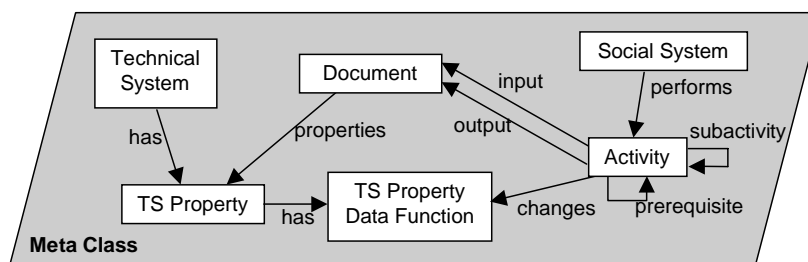 Technical
System
Document
Social System
input
performs
has
properties
output
subactivity
Activity
TS Property
has
TS Property
Data Function
changes
prerequisite
Meta Class